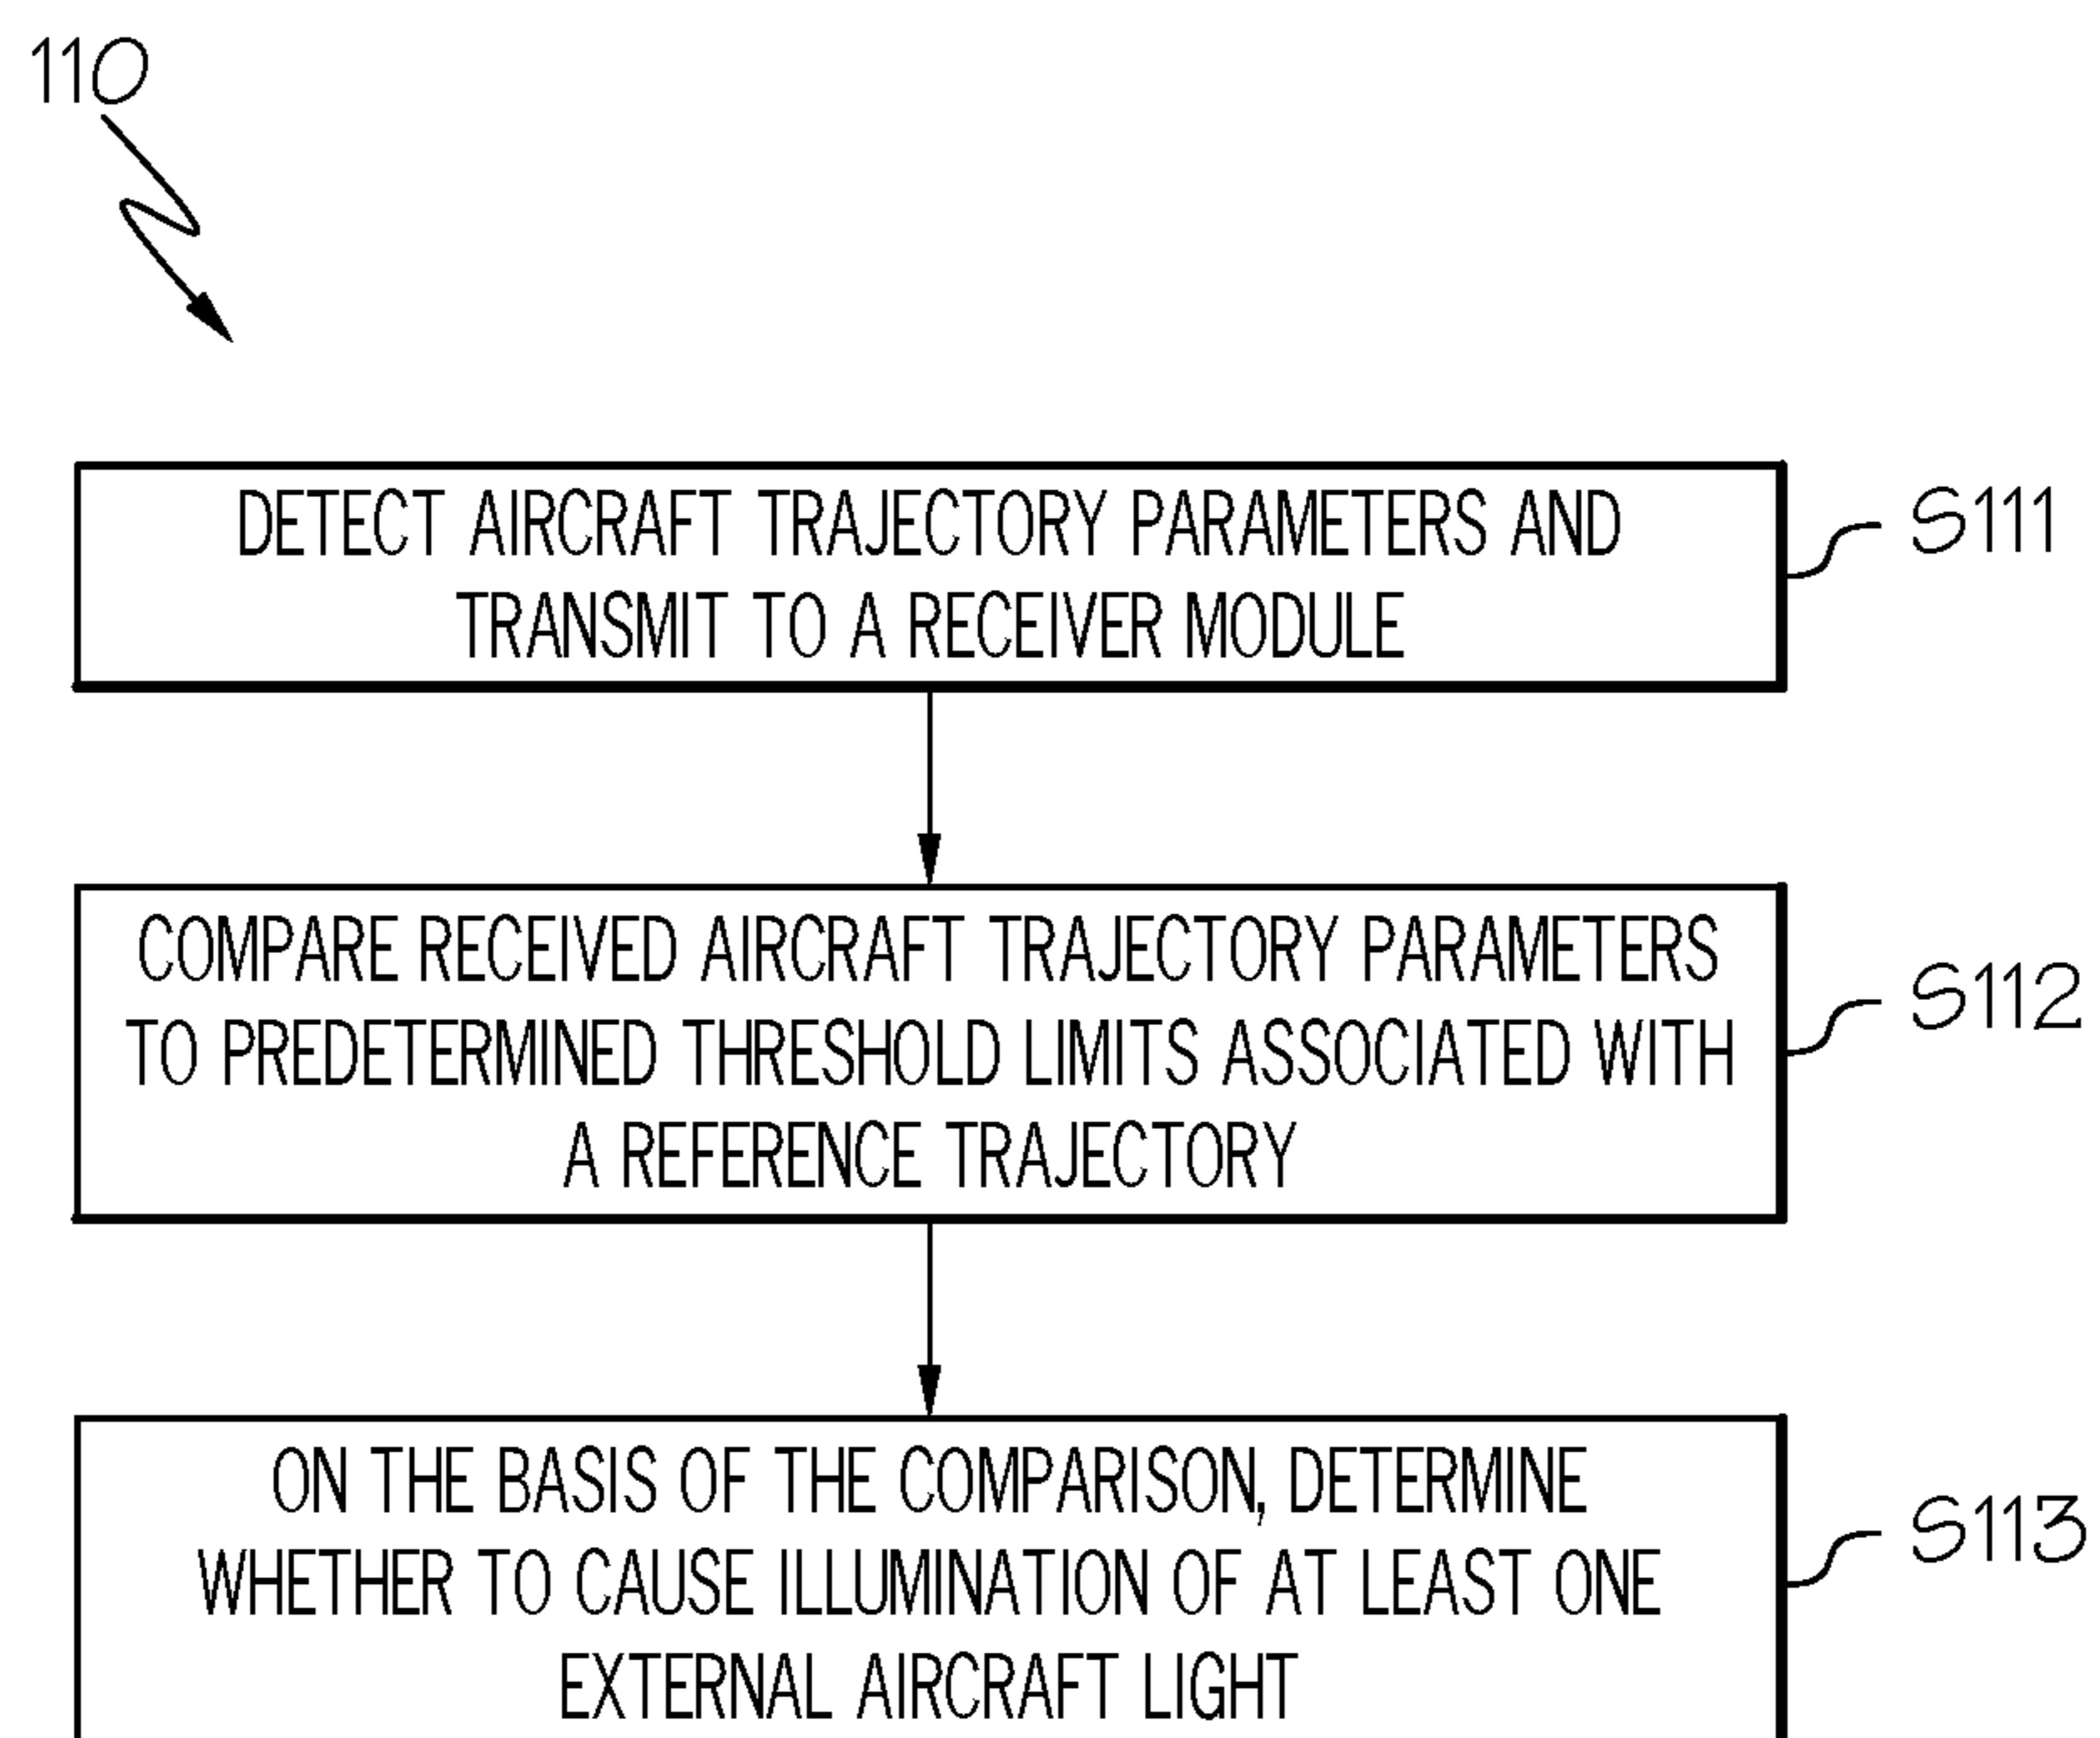 110
DETECT AIRCRAFT TRAJECTORY PARAMETERS AND
TRANSMIT TO A RECEIVER MODULE
S111
COMPARE RECEIVED AIRCRAFT TRAJECTORY PARAMETERS
TO PREDETERMINED THRESHOLD LIMITS ASSOCIATED WITH
A REFERENCE TRAJECTORY
S112
ON THE BASIS OF THE COMPARISON, DETERMINE
WHETHER TO CAUSE ILLUMINATION OF AT LEAST ONE
EXTERNAL AIRCRAFT LIGHT
S113